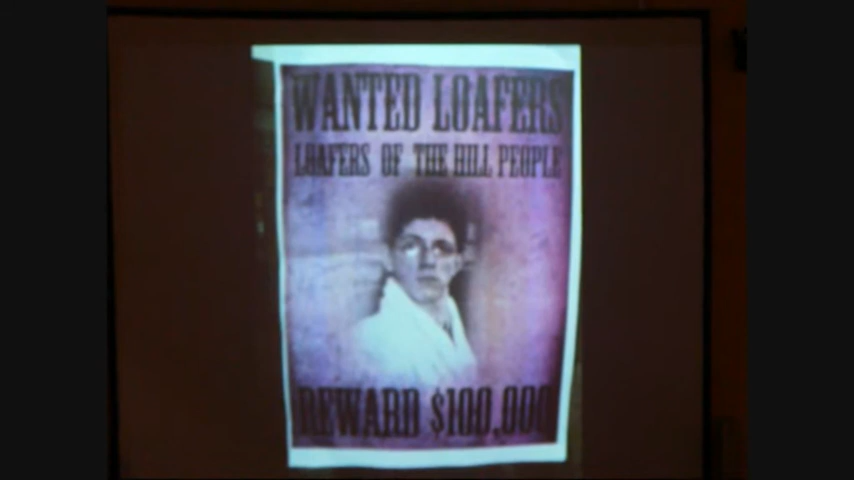 WANTED LOAFERS
LOAFERS OF THE HILL PEOPLE
REWARD $100,000